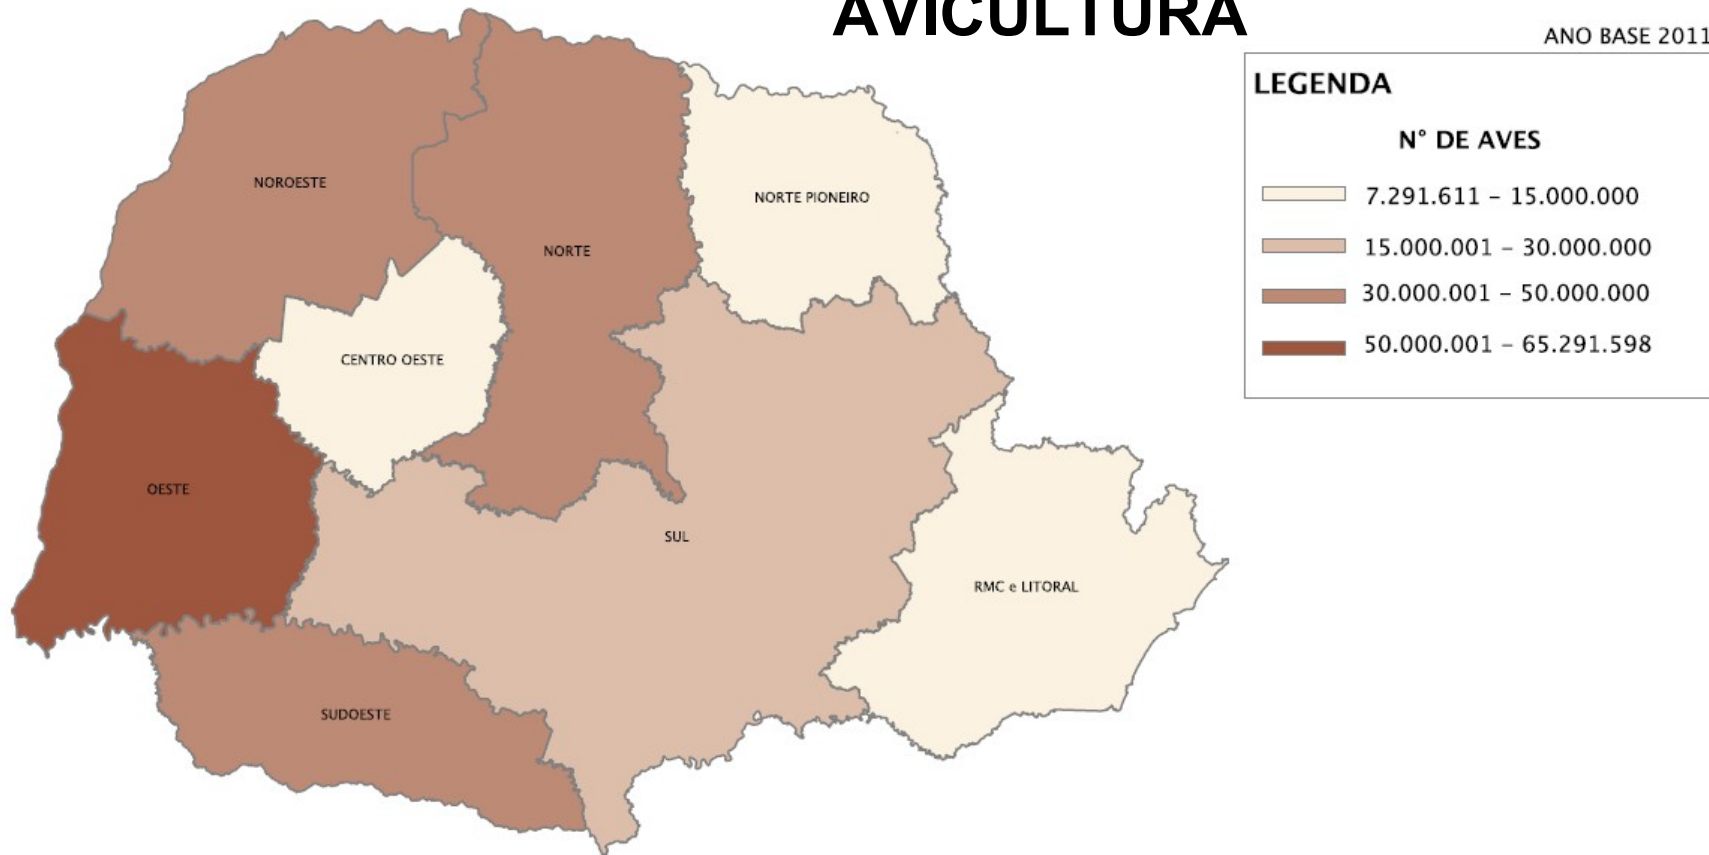 AVICULTURA
ANO BASE 2011
LEGENDA
N° DE AVES
7.291.611 – 15.000.000
15.000.001 – 30.000.000
30.000.001 – 50.000.000
50.000.001 – 65.291.598
NOROESTE
NORTE PIONEIRO
NORTE
CENTRO OESTE
OESTE
SUL
RMC e LITORAL
SUDOESTE